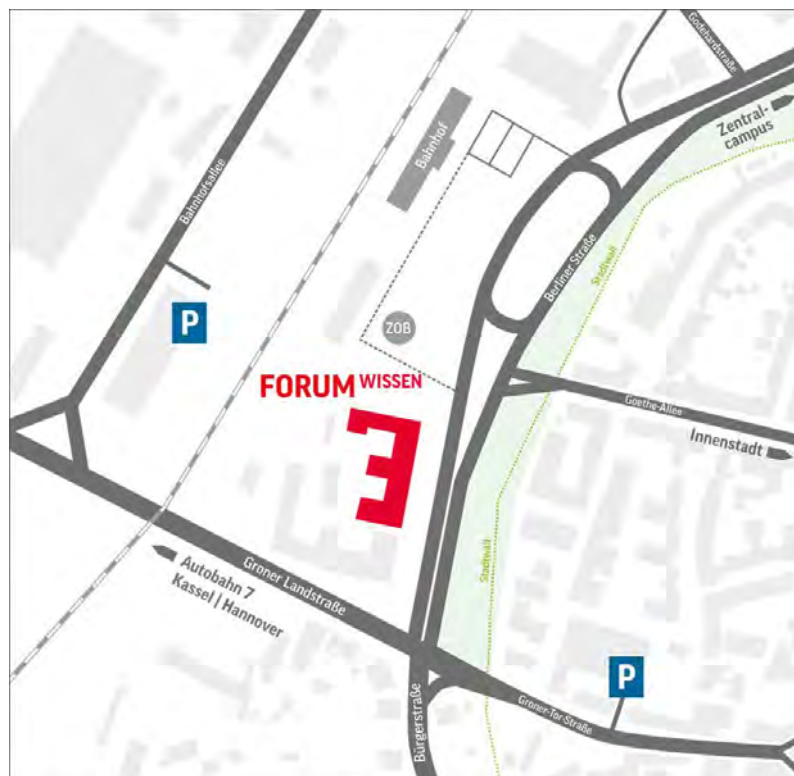 Godehardstraße
Zentral-
campus
Bahnhof
Bahnhofsallee
Stadtwall
Berliner Straße
P
ZOB
FORUM WISSEN
Goethe-Allee
Innenstadt
Stadtwall
Groner Landstraße
Autobahn 7
Kassel | Hannover
P
Groner-Tor-Straße
Bürgerstraße